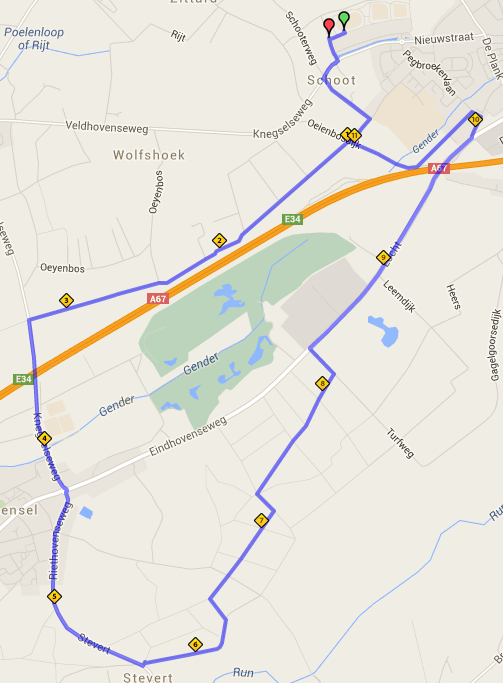 Zittard
Poelenloop
of Rijt
Rijt
Schooterweg
Nieuwstraat
De Plank
Pegbroekenlaan
Schoot
Knegselseweg
Veldhovenseweg
Oeienbosdijk
11
10
Gender
Wolfshoek
A67
Oeyenbos
E34
2
9
Oeyenbos
3
A67
Leemdijk
Heers
Gagelgoorsedijk
Gender
E34
8
Gender
Knegselseweg
4
Eindhovenseweg
Turfweg
ensel
Riethovenseweg
7
Run
5
Stevert
6
Stevert
Run